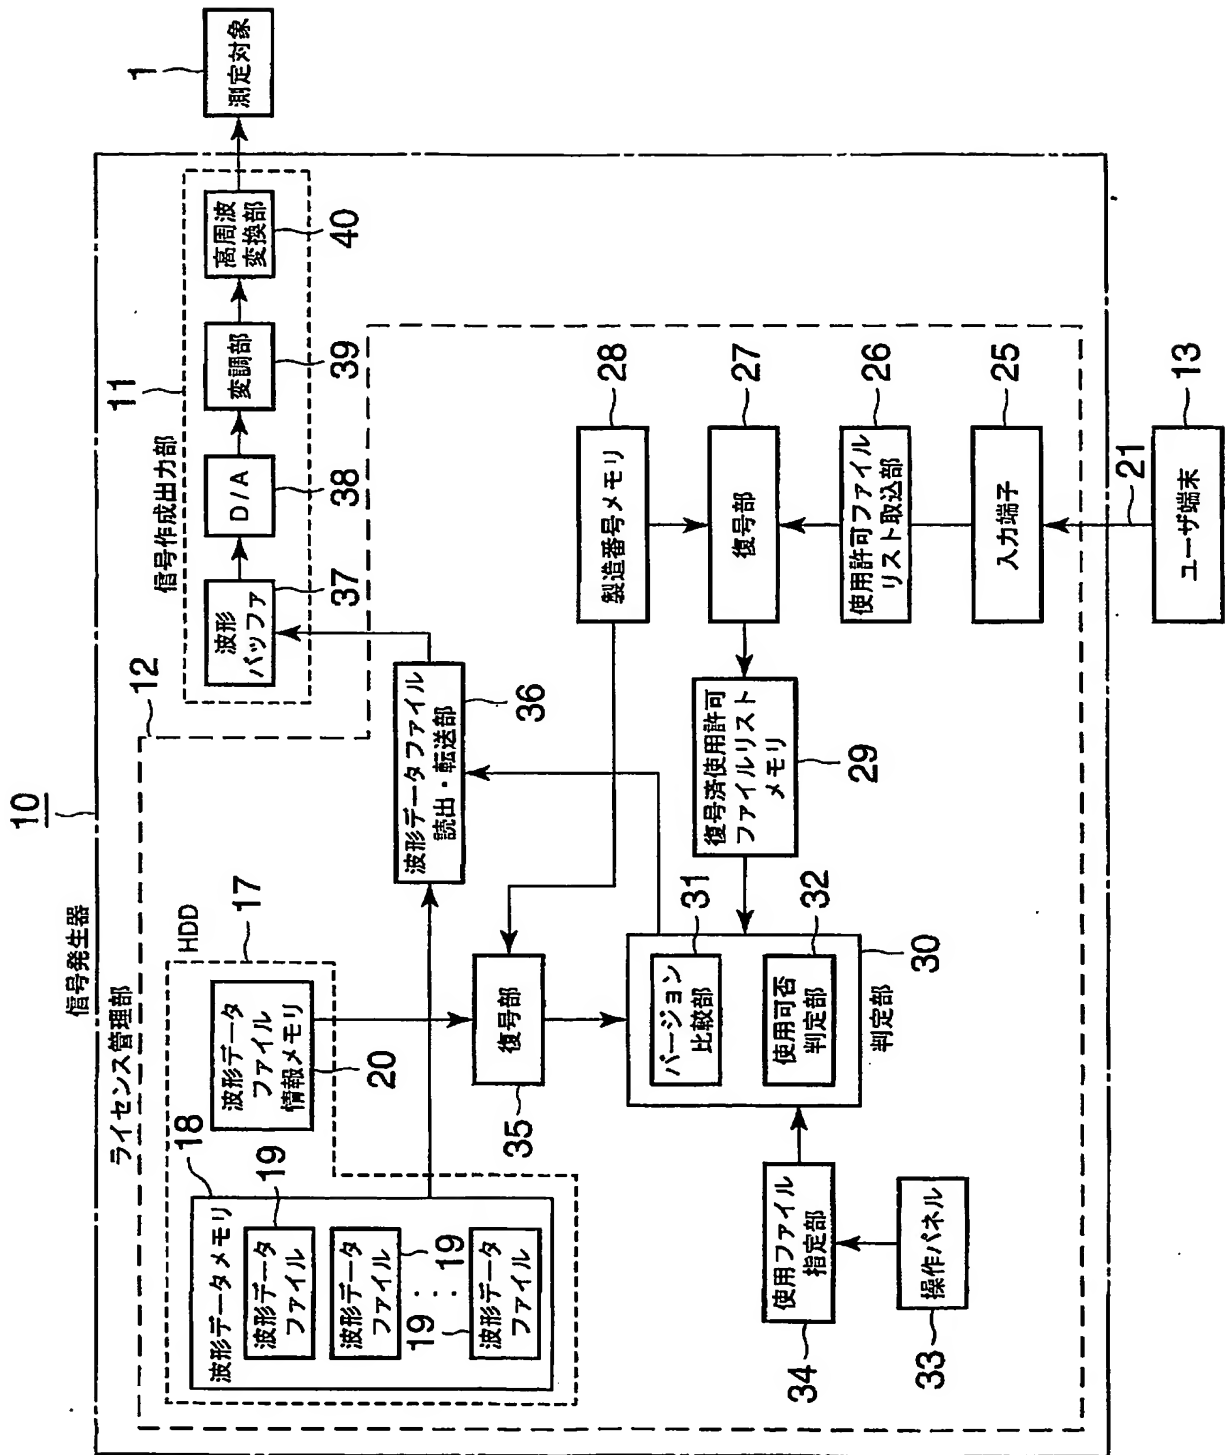 10
信号発生器
12
ライセンス管理部
17
HDD
18
波形データメモリ
19
波形データ
ファイル
波形データ
ファイル
19
19
波形データ
ファイル
波形データ
ファイル
情報メモリ
20
11
信号作成出力部
波形
バッファ
37
D/A
38
変調部
39
高周波
変換部
40
1
測定対象
波形データファイル
読出・転送部
36
復号部
35
製造番号メモリ
28
復号部
27
使用許可ファイル
リスト取込部
26
入力端子
25
21
ユーザ端末
13
復号済使用許可
ファイルリスト
メモリ
29
バージョン
比較部
31
使用可否
判定部
32
30
判定部
使用ファイル
指定部
34
操作パネル
33